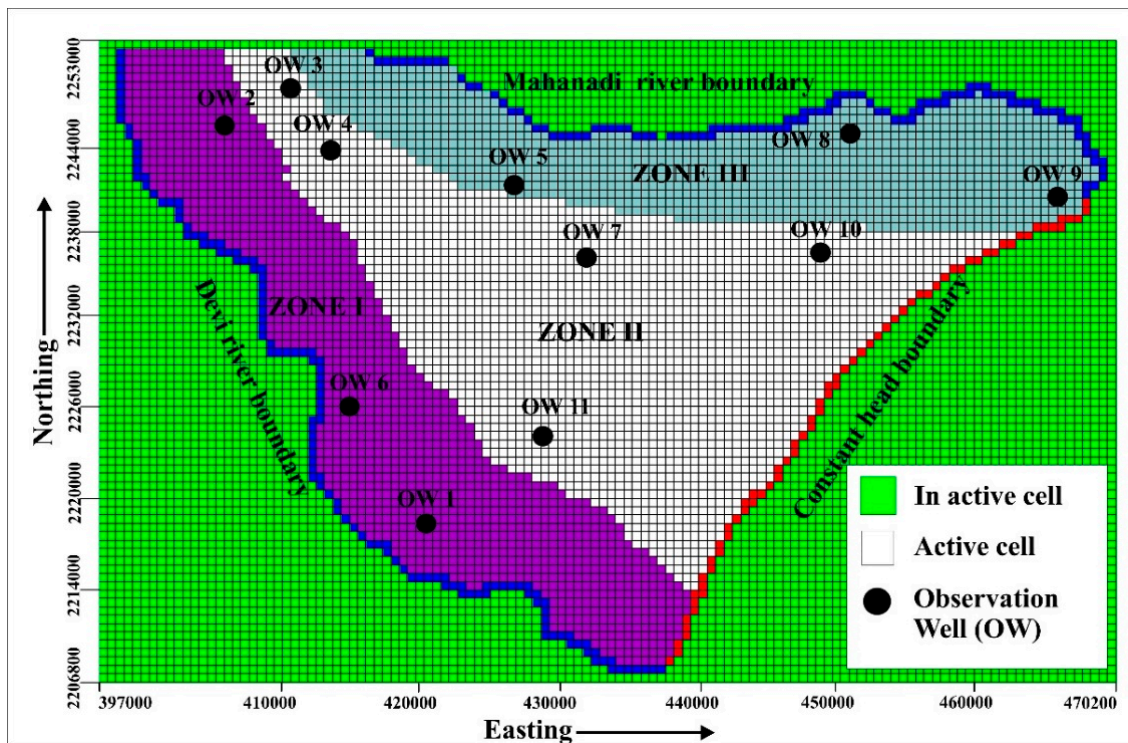 Mahanadi river boundary
OW 3
OW 2
OW 4
OW 8
OW 5
ZONE III
OW 9
OW 7
OW 10
ZONE I
ZONE II
Devi river boundary
Constant head boundary
OW 6
OW 11
OW 1
In active cell
Active cell
Observation
Well (OW)
Northing
2253000
2244000
2238000
2232000
2226000
2220000
2214000
2206800
397000
410000
420000
430000
440000
450000
460000
470200
Easting